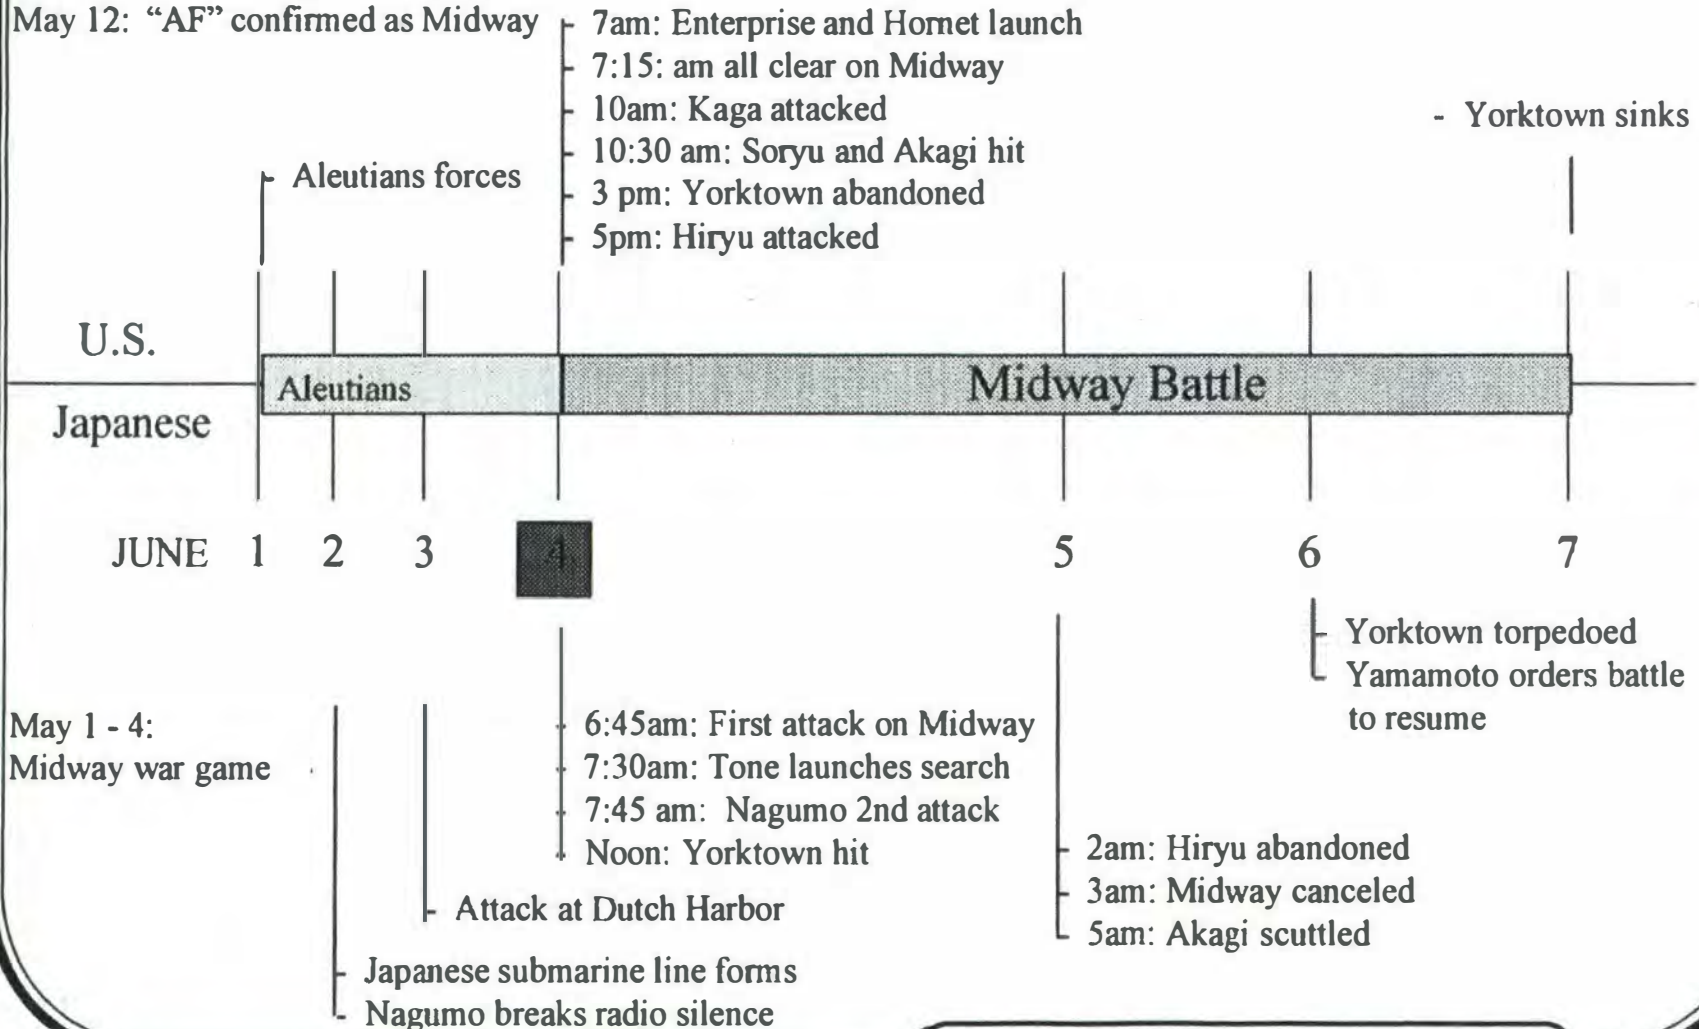 May 12: “AF” confirmed as Midway
7am: Enterprise and Hornet launch
7:15: am all clear on Midway
10am: Kaga attacked
10:30 am: Soryu and Akagi hit
3 pm: Yorktown abandoned
5pm: Hiryu attacked
- Yorktown sinks
Aleutians forces
U.S.
Aleutians
Midway Battle
Japanese
JUNE 1 2 3 4 5 6 7
Yorktown torpedoed
Yamamoto orders battle
to resume
May 1 - 4:
Midway war game
6:45am: First attack on Midway
7:30am: Tone launches search
7:45 am: Nagumo 2nd attack
Noon: Yorktown hit
2am: Hiryu abandoned
3am: Midway canceled
5am: Akagi scuttled
Attack at Dutch Harbor
Japanese submarine line forms
Nagumo breaks radio silence